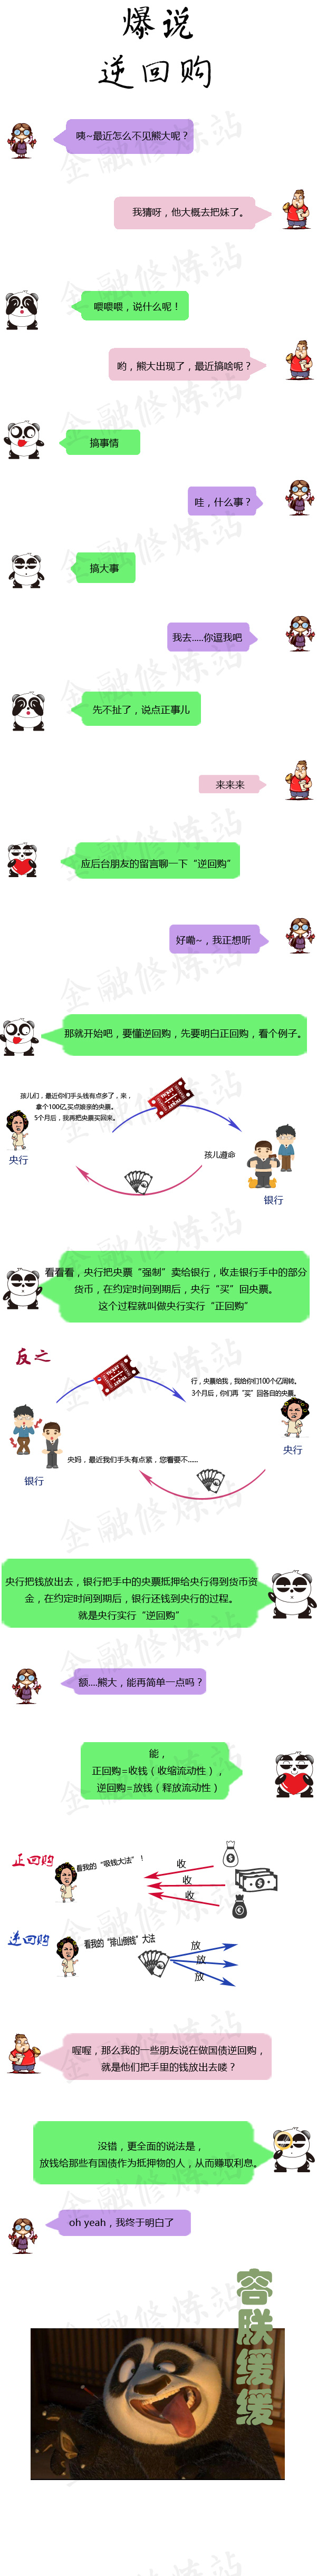 爆说
逆回购
咦~最近怎么不见熊大呢？
我猜呀，他大概去把妹了。
喂喂喂，说什么呢！
哟，熊大出现了，最近搞啥呢？
搞事情
哇，什么事？
搞大事
我去.....你逗我吧
先不扯了，说点正事儿
来来来
应后台朋友的留言聊一下“逆回购”
好嘞~，我正想听
那就开始吧，要懂逆回购，先要明白正回购，看个例子。
孩儿们，最近你们手头钱有点多了，来，
拿个100亿,买点娘亲的央票。
5个月后，我再把央票买回来。
央行
孩儿遵命
银行
看看看，央行把央票“强制”卖给银行，收走银行手中的部分
货币，在约定时间到期后，央行“买”回央票。
这个过程就叫做央行实行“正回购”
反之
行，央票给我，我给你们100个亿周转。
3个月后，你们再“买”回各自的央票。
央行
银行
央妈，最近我们手头有点紧，您看要不......
央行把钱放出去，银行把手中的央票抵押给央行得到货币资
金，在约定时间到期后，银行还钱到央行的过程。
就是央行实行“逆回购”
额....熊大，能再简单一点吗？
能，
正回购=收钱（收缩流动性），
逆回购=放钱（释放流动性）
正回购
看我的“吸钱大法”！
收
收
收
逆回购
看我的“排山倒钱”大法
放
放
放
喔喔，那么我的一些朋友说在做国债逆回购，
就是他们把手里的钱放出去喽？
没错，更全面的说法是，
放钱给那些有国债作为抵押物的人，从而赚取利息。
oh yeah，我终于明白了
容朕缓缓
金融修炼站